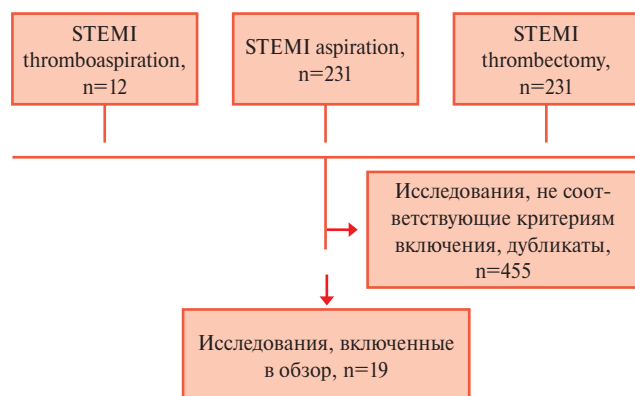 STEMI
thromboaspiration,
n=12
STEMI aspiration,
n=231
STEMI
thrombectomy,
n=231
Исследования, не соот-
ветствующие критериям
включения, дубликаты,
n=455
Исследования, включенные
в обзор, n=19